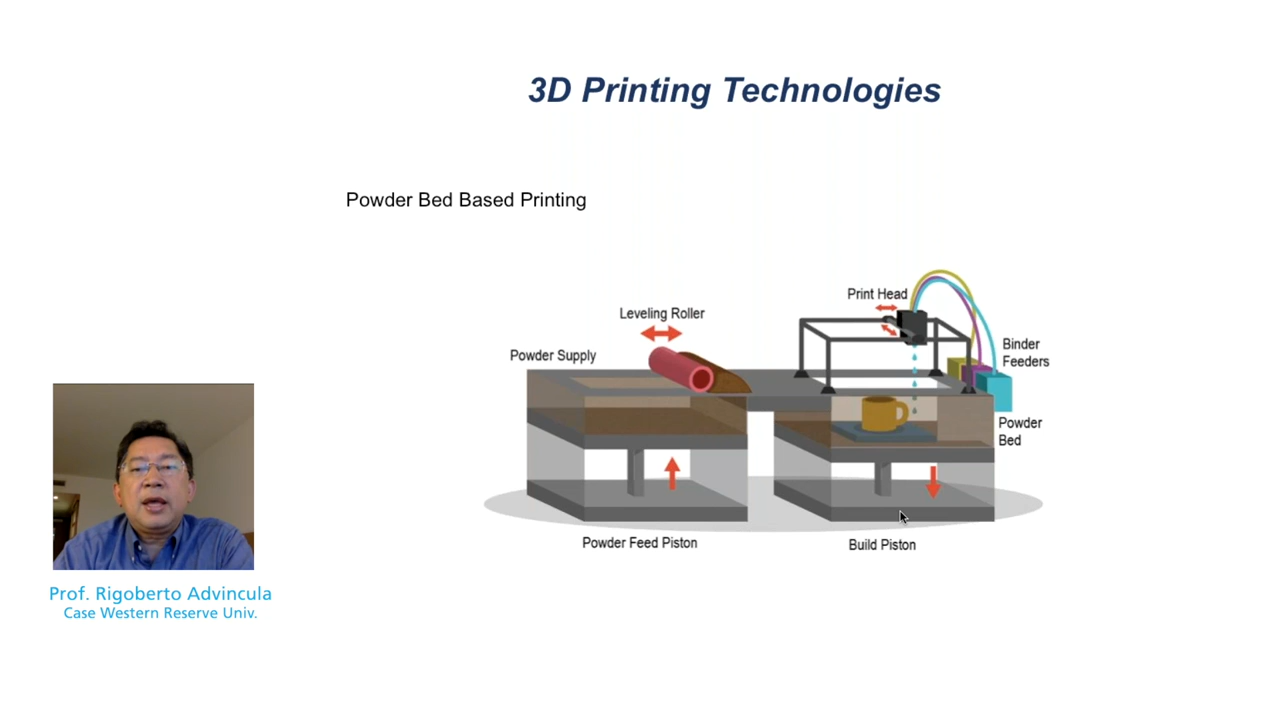 3D Printing Technologies
Powder Bed Based Printing
Print Head
Leveling Roller
Powder Supply
Binder
Feeders
Powder
Bed
Powder Feed Piston
Build Piston
Prof. Rigoberto Advincula
Case Western Reserve Univ.